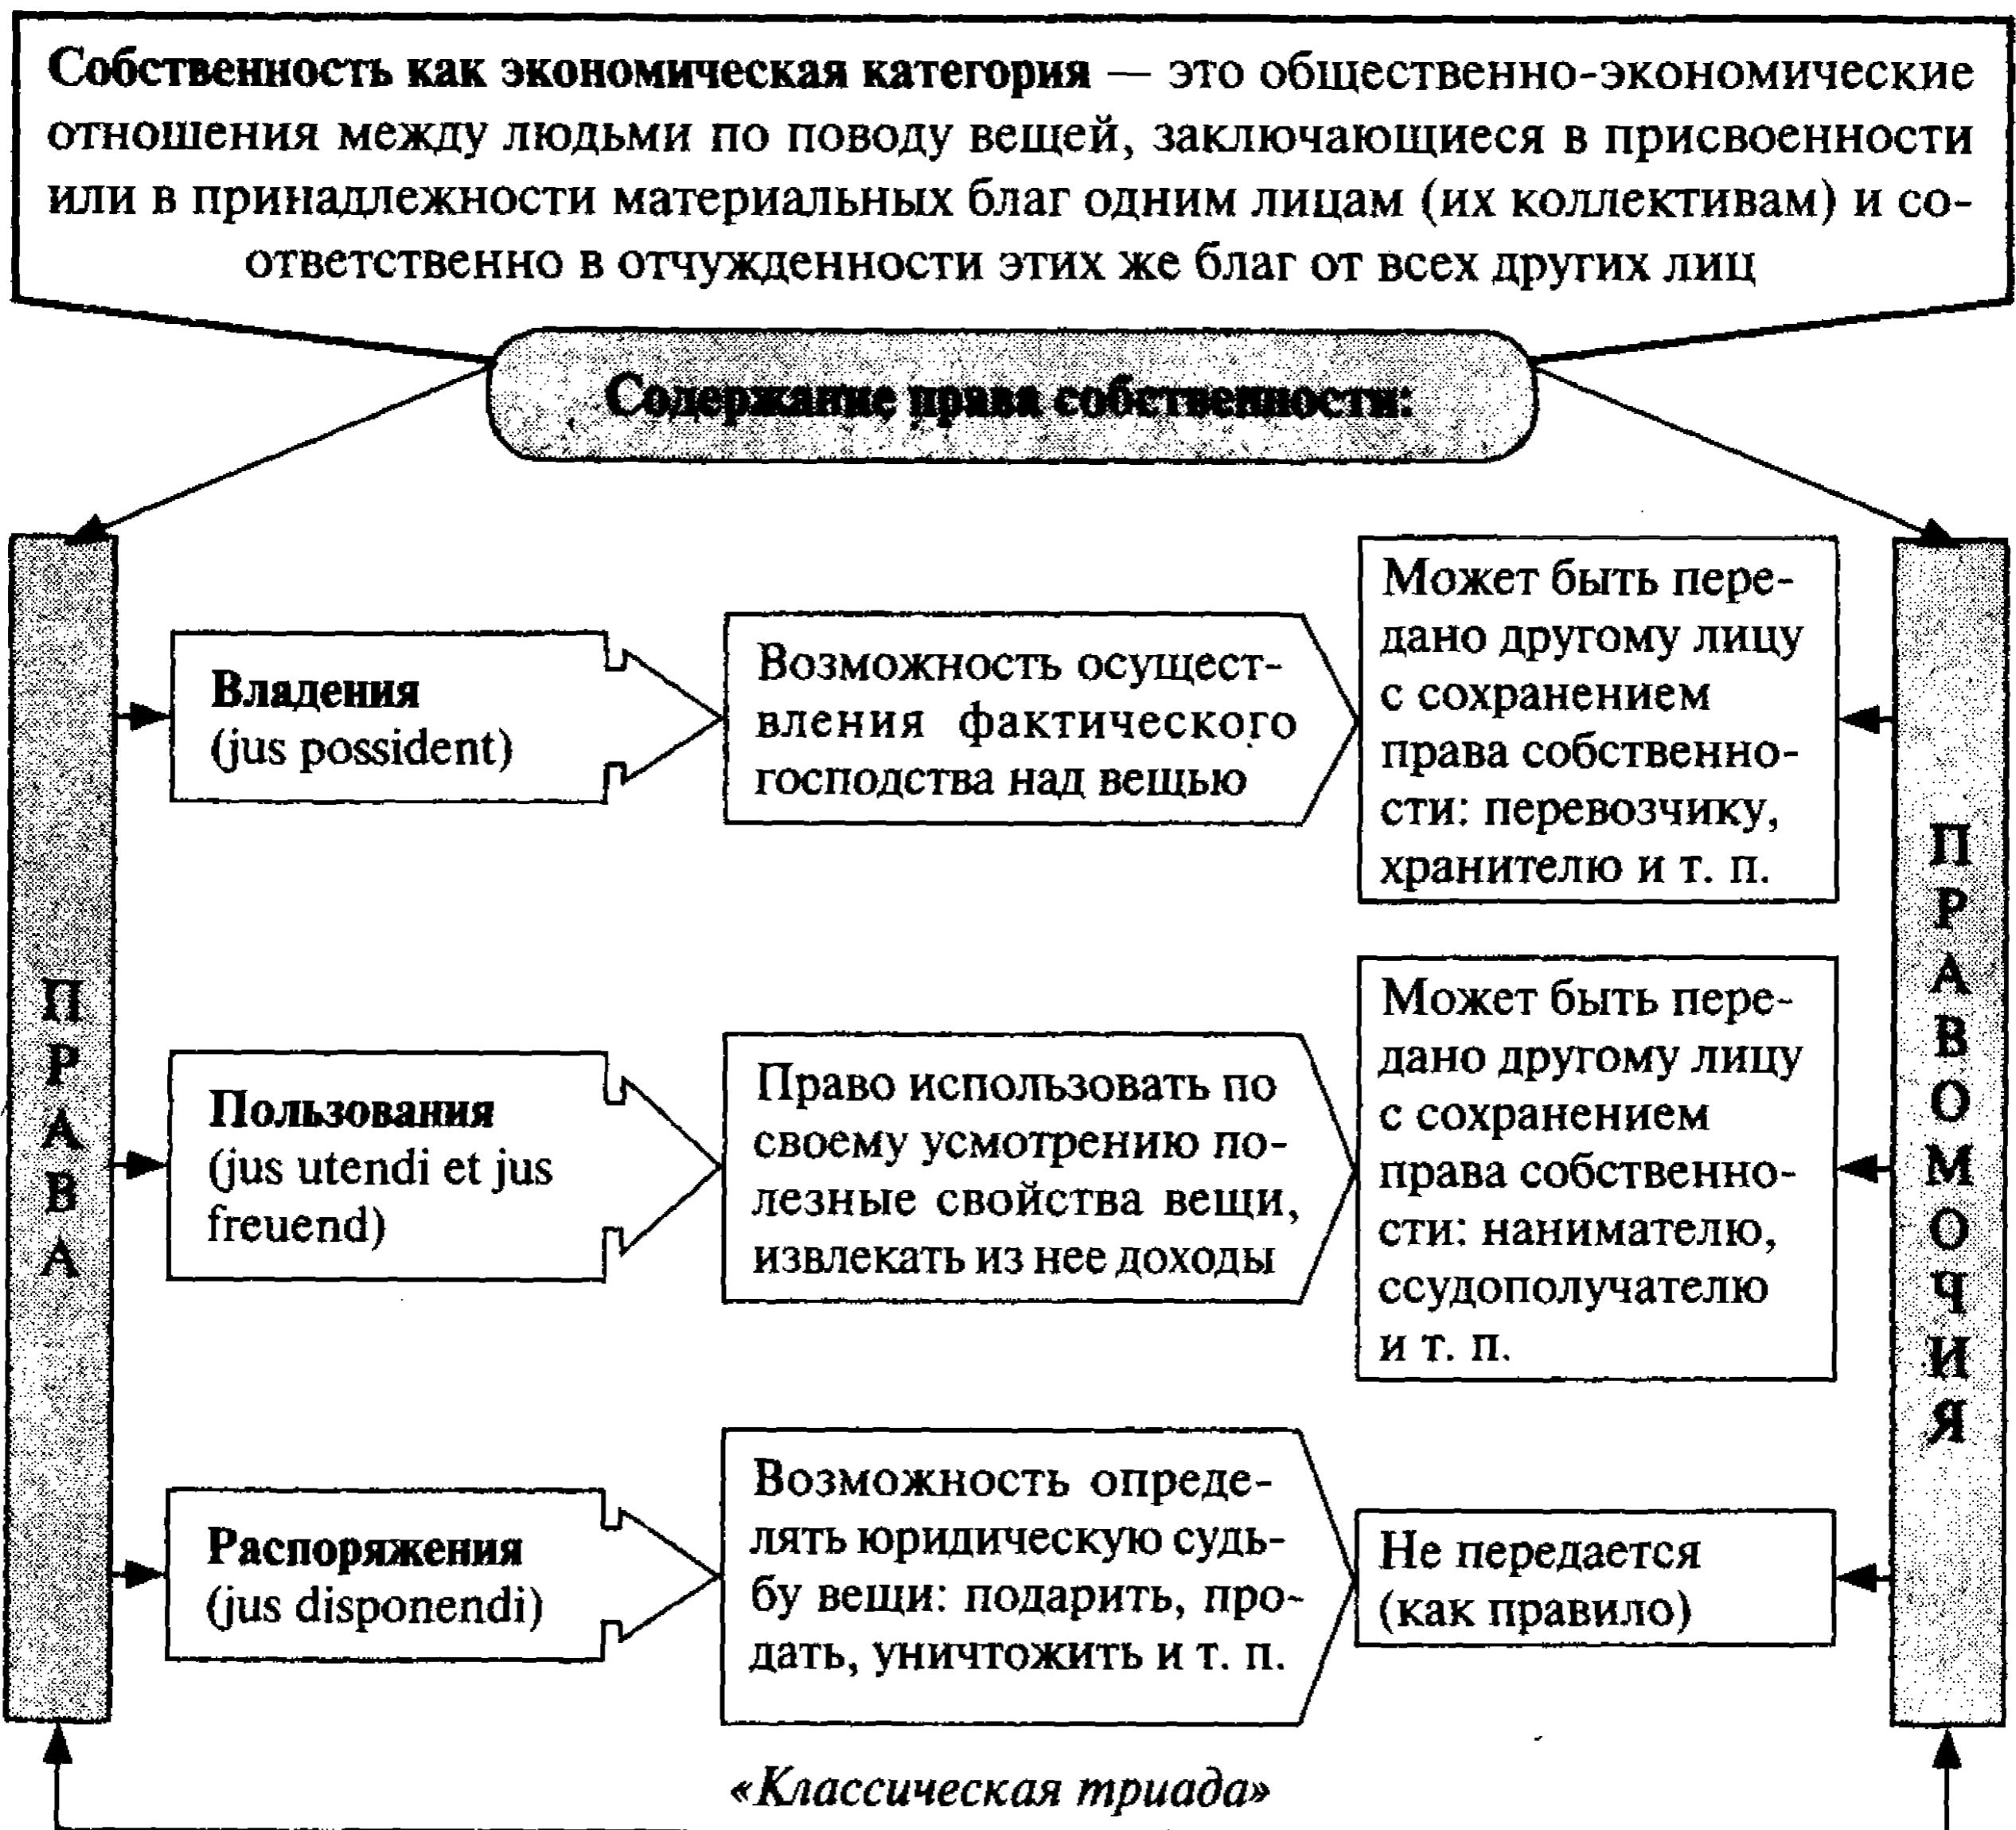 Собственность как экономическая категория — это общественно-экономические
отношения между людьми по поводу вещей, заключающиеся в присвоенности
или в принадлежности материальных благ одним лицам (их коллективам) и со-
ответственно в отчужденности этих же благ от всех других лиц
Содержание права собственности:
ПРАВА
Владения
(jus possident)
Возможность осущест-
вления фактического
господства над вещью
Может быть пере-
дано другому лицу
с сохранением
права собственно-
сти: перевозчику,
хранителю и т. п.
Пользования
(jus utendi et jus
freuend)
Право использовать по
своему усмотрению по-
лезные свойства вещи,
извлекать из нее доходы
Может быть пере-
дано другому лицу
с сохранением
права собственно-
сти: нанимателю,
ссудополучателю
и т. п.
Распоряжения
(jus disponendi)
Возможность опреде-
лять юридическую судь-
бу вещи: подарить, про-
дать, уничтожить и т. п.
Не передается
(как правило)
ПРАВОМОЧИЯ
«Классическая триада»